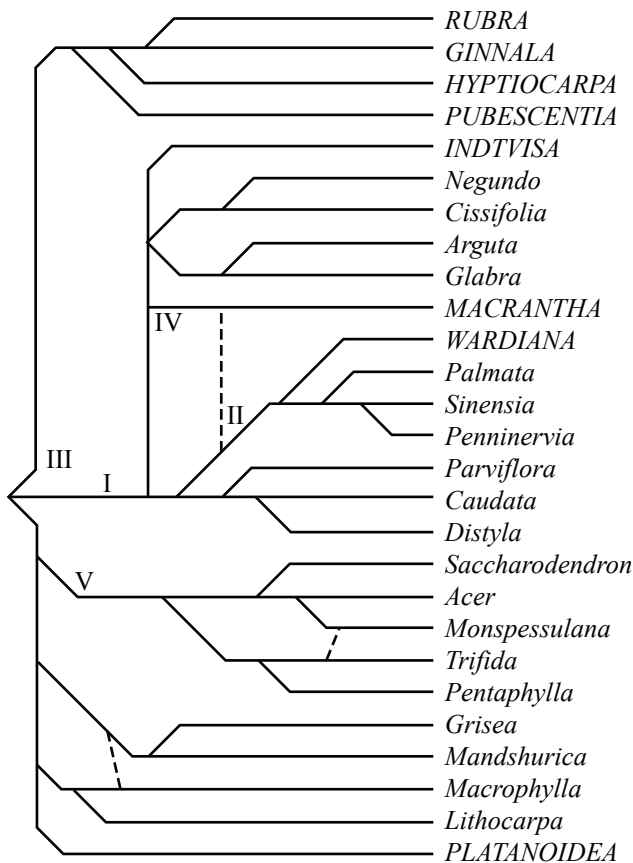 RUBRA
GINNALA
HYPTIOCARPA
PUBESCENTIA
INDTVISA
Negundo
Cissifolia
Arguta
Glabra
MACRANTHA
IV
WARDIANA
Palmata
Sinensia
II
Penninervia
III
Parviflora
I
Caudata
Distyla
Saccharodendron
V
Acer
Monspessulana
Trifida
Pentaphylla
Grisea
Mandshurica
Macrophylla
Lithocarpa
PLATANOIDEA